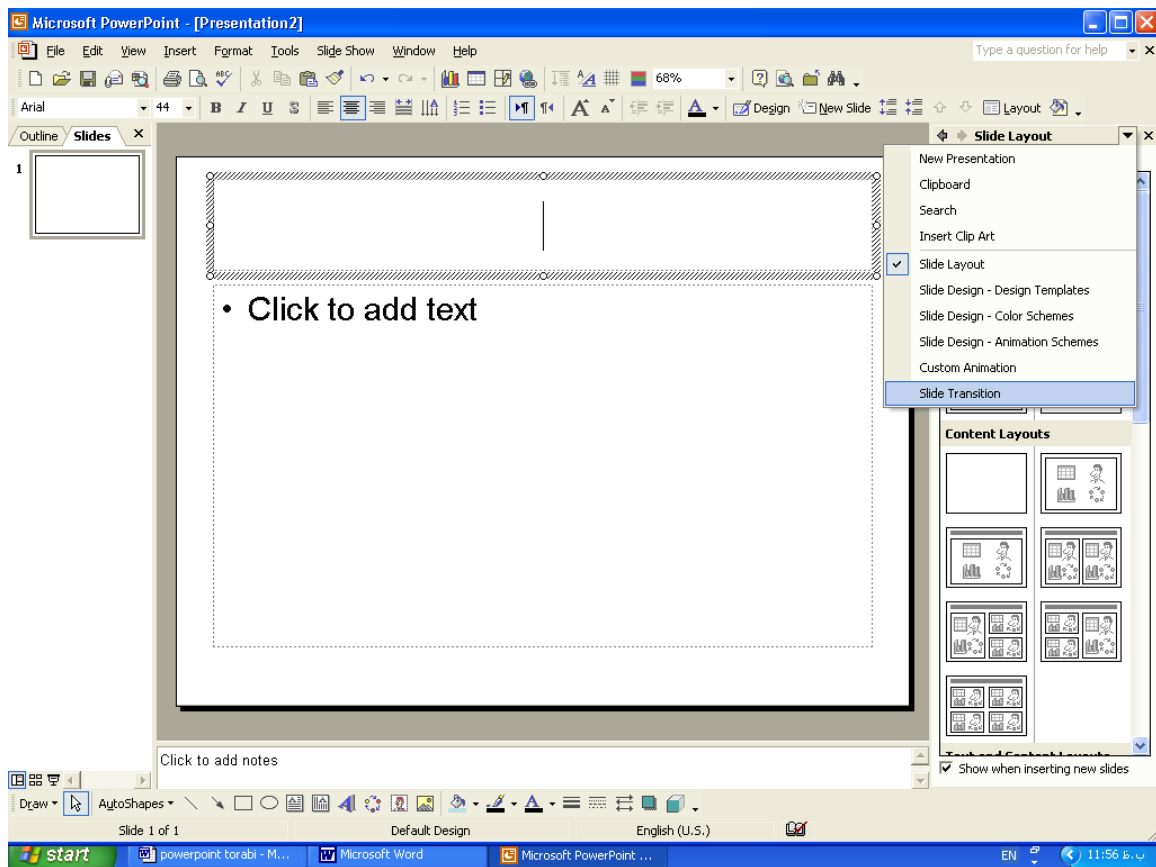 Microsoft PowerPoint - [Presentation2]
File Edit View Insert Format Tools Slide Show Window Help Type a question for help
68%
Arial 44 B I U S Design New Slide Layout
Outline Slides
Slide Layout
1
New Presentation
Clipboard
Search
Insert Clip Art
Slide Layout
Slide Design - Design Templates
Slide Design - Color Schemes
Slide Design - Animation Schemes
Custom Animation
Slide Transition
• Click to add text
Content Layouts
Text and Content Layouts
Click to add notes
Show when inserting new slides
Draw AutoShapes
Slide 1 of 1 Default Design English (U.S.)
start powerpoint torabi - M... Microsoft Word Microsoft PowerPoint ... EN 11:56 ب.ظ